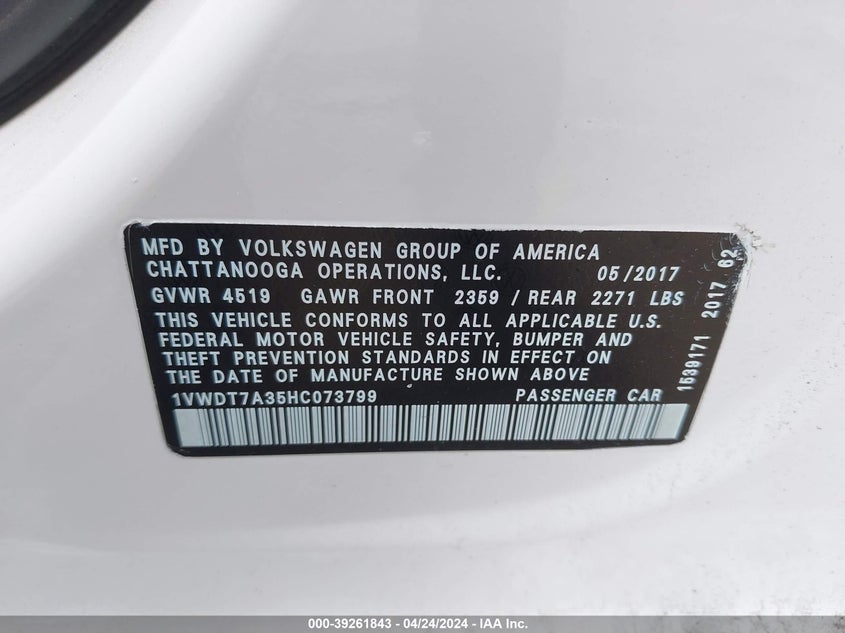 MFD BY VOLKSWAGEN GROUP OF AMERICA
CHATTANOOGA OPERATIONS, LLC. 05/2017
GVWR 4519 GAWR FRONT 2359 / REAR 2271 LBS
THIS VEHICLE CONFORMS TO ALL APPLICABLE U.S.
FEDERAL MOTOR VEHICLE SAFETY, BUMPER AND
THEFT PREVENTION STANDARDS IN EFFECT ON
THE DATE OF MANUFACTURE SHOWN ABOVE
1VWDT7A35HC073799 PASSENGER CAR
1539171 2017 62
000-39261843 - 04/24/2024 - IAA Inc.